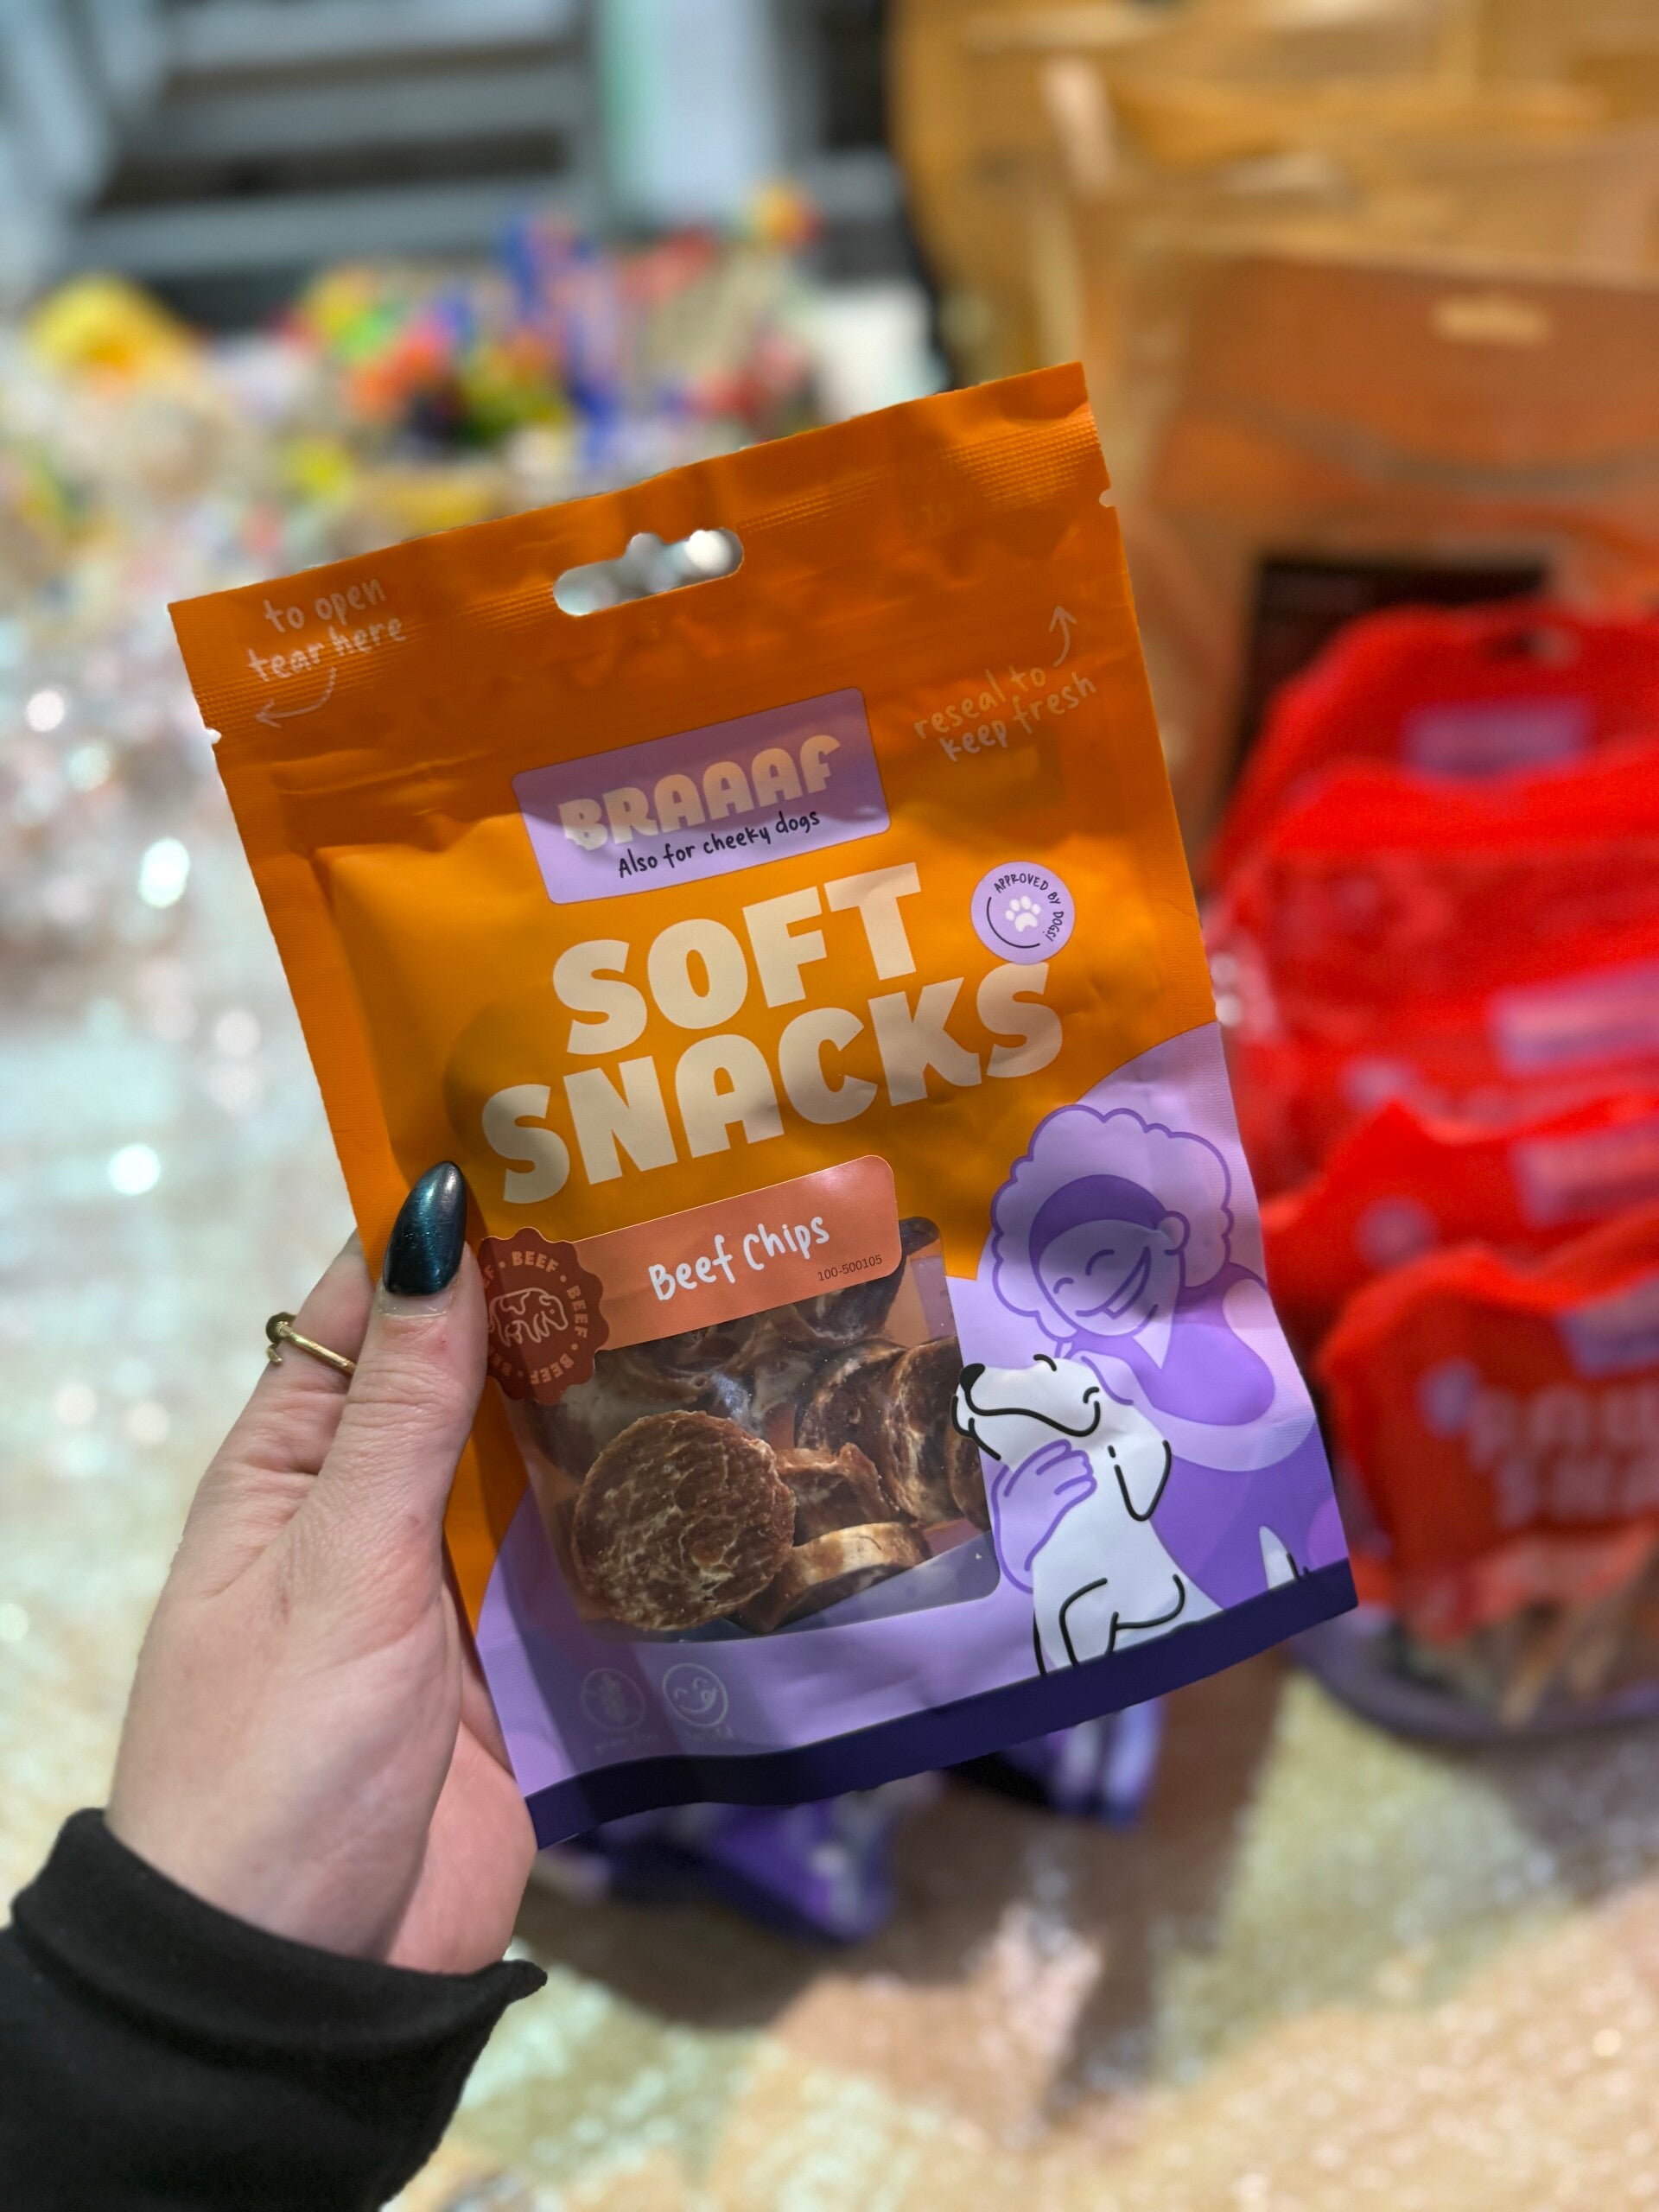 to open
tear here
reseal to
keep fresh
BRAAAF
Also for cheeky dogs
APPROVED BY DOGS!
SOFT
SNACKS
Beef Chips
100-500105
BEEF • BEEF • BEEF